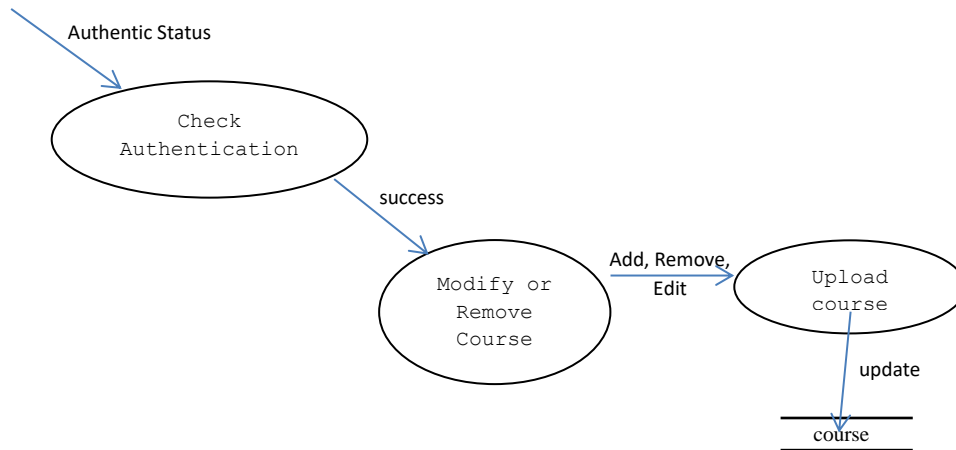 Authentic Status
Check
Authentication
success
Modify or
Remove
Course
Add, Remove,
Edit
Upload
course
update
course